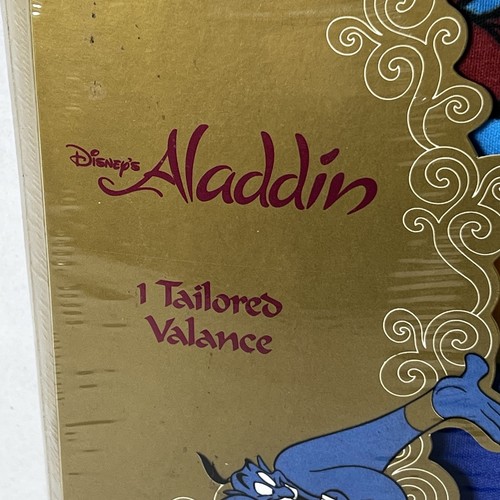 Disney's Aladdin
1 Tailored
Valance